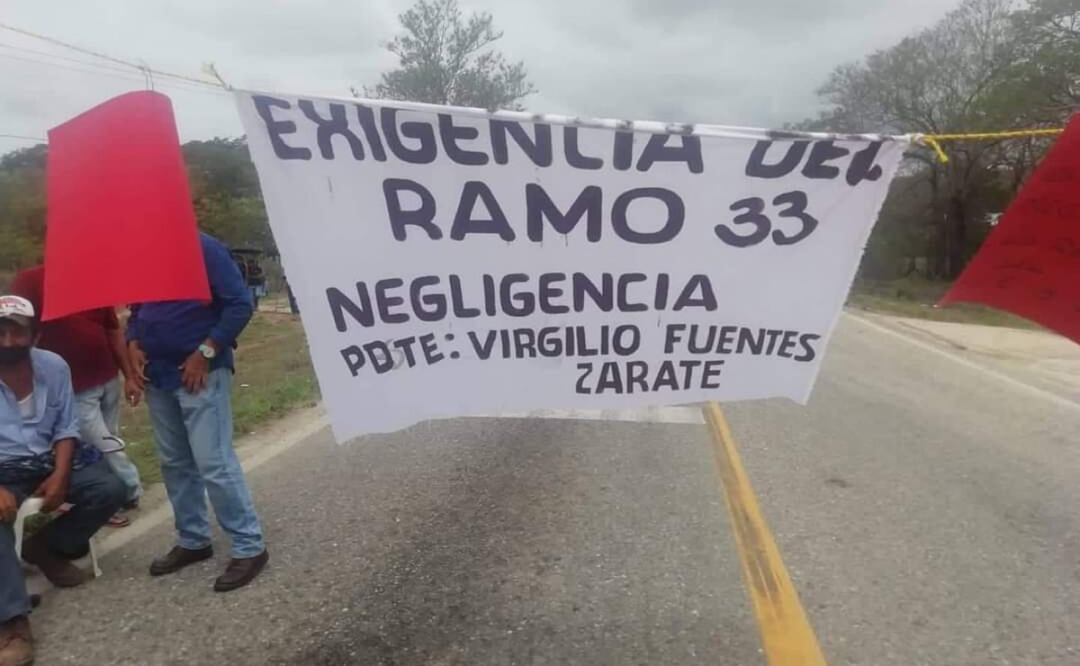 EXIGENCIA DEL
RAMO 33
NEGLIGENCIA
PDTE: VIRGILIO FUENTES
ZARATE